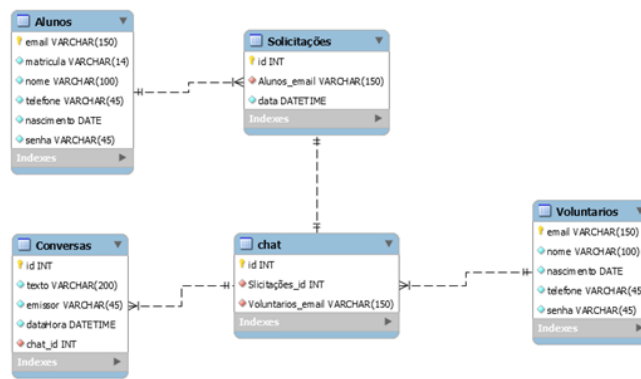 Alunos
email VARCHAR(150)
matricula VARCHAR(14)
nome VARCHAR(100)
telefone VARCHAR(45)
nascimento DATE
senha VARCHAR(45)
Indexes
Solicitações
id INT
Alunos_email VARCHAR(150)
data DATETIME
Indexes
Conversas
id INT
texto VARCHAR(200)
emissor VARCHAR(45)
dataHora DATETIME
chat_id INT
Indexes
chat
id INT
Slicitações_id INT
Voluntarios_email VARCHAR(150)
Indexes
Voluntarios
email VARCHAR(150)
nome VARCHAR(100)
nascimento DATE
telefone VARCHAR(45
senha VARCHAR(45)
Indexes